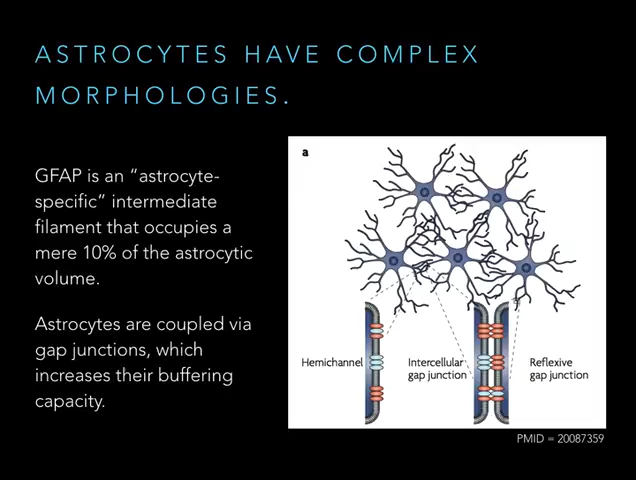 ASTROCYTES HAVE COMPLEX
MORPHOLOGIES.
GFAP is an “astrocyte-
specific” intermediate
filament that occupies a
mere 10% of the astrocytic
volume.
Astrocytes are coupled via
gap junctions, which
increases their buffering
capacity.
a
Hemichannel
Intercellular
gap junction
Reflexive
gap junction
PMID = 20087359